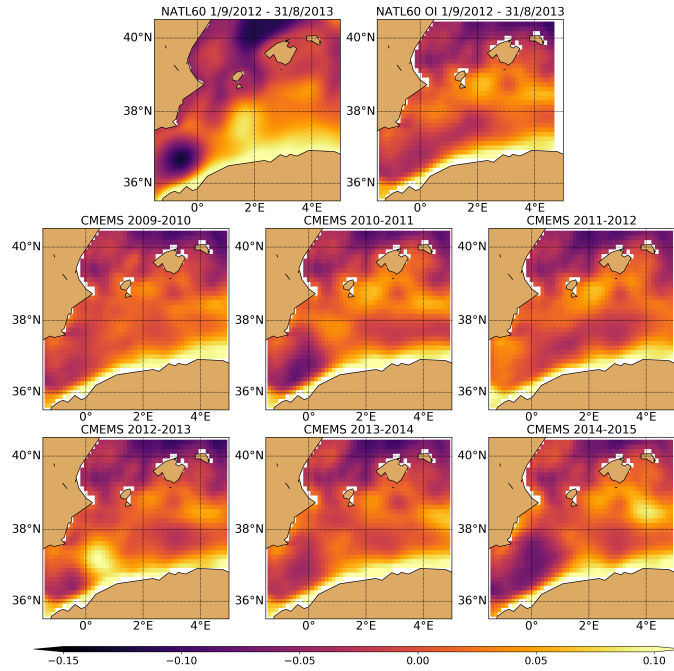 NATL60 1/9/2012 - 31/8/2013 NATL60 OI 1/9/2012 - 31/8/2013
40°N 40°N
38°N 38°N
36°N 36°N
0° 2°E 4°E 0° 2°E 4°E
CMEMS 2009-2010 CMEMS 2010-2011 CMEMS 2011-2012
40°N 40°N 40°N
38°N 38°N 38°N
36°N 36°N 36°N
0° 2°E 4°E 0° 2°E 4°E 0° 2°E 4°E
CMEMS 2012-2013 CMEMS 2013-2014 CMEMS 2014-2015
40°N 40°N 40°N
38°N 38°N 38°N
36°N 36°N 36°N
0° 2°E 4°E 0° 2°E 4°E 0° 2°E 4°E
−0.15 −0.10 −0.05 0.00 0.05 0.10